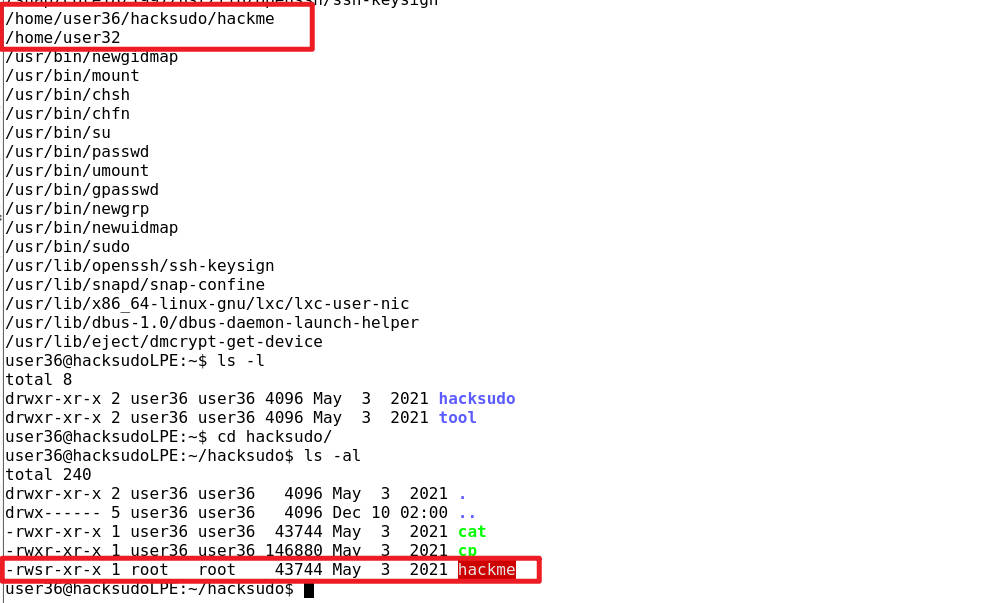 /home/user36/hacksudo/hackme
/home/user32
/usr/bin/newgidmap
/usr/bin/mount
/usr/bin/chsh
/usr/bin/chfn
/usr/bin/su
/usr/bin/passwd
/usr/bin/umount
/usr/bin/gpasswd
/usr/bin/newgrp
/usr/bin/newuidmap
/usr/bin/sudo
/usr/lib/openssh/ssh-keysign
/usr/lib/snapd/snap-confine
/usr/lib/x86_64-linux-gnu/lxc/lxc-user-nic
/usr/lib/dbus-1.0/dbus-daemon-launch-helper
/usr/lib/eject/dmcrypt-get-device
user36@hacksudoLPE:~$ ls -l
total 8
drwxr-xr-x 2 user36 user36 4096 May  3  2021 hacksudo
drwxr-xr-x 2 user36 user36 4096 May  3  2021 tool
user36@hacksudoLPE:~$ cd hacksudo/
user36@hacksudoLPE:~/hacksudo$ ls -al
total 240
drwxr-xr-x 2 user36 user36   4096 May  3  2021 .
drwx------ 5 user36 user36   4096 Dec 10 02:00 ..
-rwxr-xr-x 1 user36 user36  43744 May  3  2021 cat
-rwxr-xr-x 1 user36 user36 146880 May  3  2021 cp
-rwsr-xr-x 1 root   root    43744 May  3  2021 hackme
user36@hacksudoLPE:~/hacksudo$